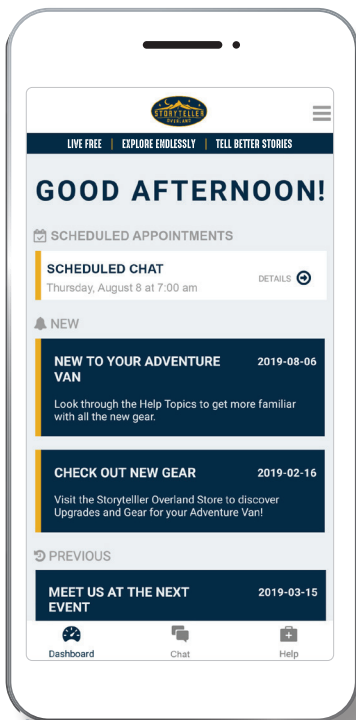 STORYTELLER
OVERLAND
LIVE FREE | EXPLORE ENDLESSLY | TELL BETTER STORIES
GOOD AFTERNOON!
SCHEDULED APPOINTMENTS
SCHEDULED CHAT
Thursday, August 8 at 7:00 am
DETAILS
NEW
NEW TO YOUR ADVENTURE 2019-08-06
VAN
Look through the Help Topics to get more familiar
with all the new gear.
CHECK OUT NEW GEAR 2019-02-16
Visit the Storytelller Overland Store to discover
Upgrades and Gear for your Adventure Van!
PREVIOUS
MEET US AT THE NEXT 2019-03-15
EVENT
Dashboard Chat Help